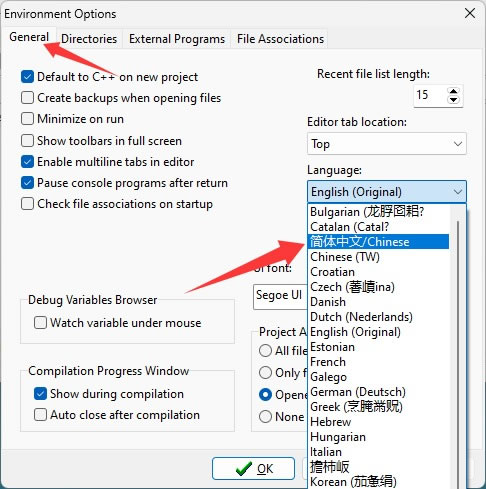 Environment Options
General
Directories
External Programs
File Associations
Default to C++ on new project
Create backups when opening files
Minimize on run
Show toolbars in full screen
Enable multiline tabs in editor
Pause console programs after return
Check file associations on startup
Recent file list length:
15
Editor tab location:
Top
Language:
English (Original)
Bulgarian (
Catalan (Catal?
简体中文/Chinese
Chinese (TW)
Croatian
Czech (
Danish
Dutch (Nederlands)
English (Original)
Estonian
French
Galego
German (Deutsch)
Greek (
Hebrew
Hungarian
Italian
Korean (
UI font:
Segoe UI
Debug Variables Browser
Watch variable under mouse
Project A
All file
Only f
Opene
None
Compilation Progress Window
Show during compilation
Auto close after compilation
OK